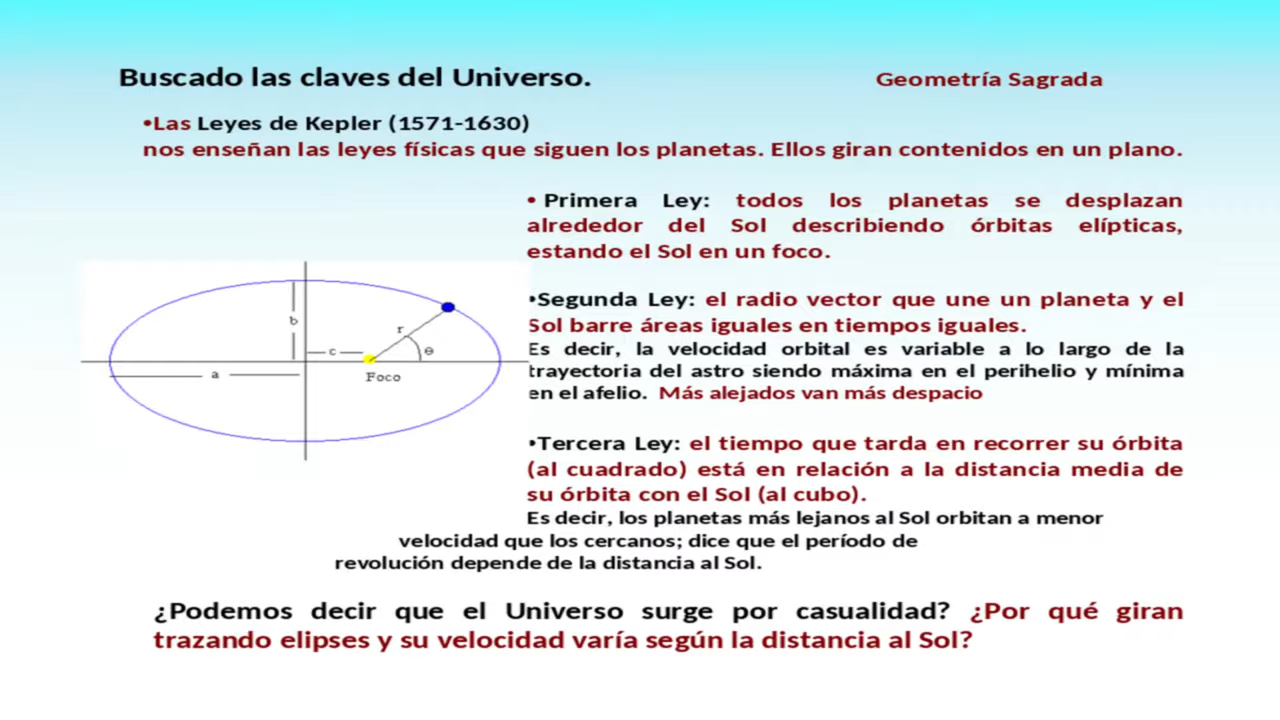 Buscado las claves del Universo.
Geometría Sagrada
•Las Leyes de Kepler (1571-1630)
nos enseñan las leyes físicas que siguen los planetas. Ellos giran contenidos en un plano.
• Primera Ley: todos los planetas se desplazan
alrededor del Sol describiendo órbitas elípticas,
estando el Sol en un foco.
•Segunda Ley: el radio vector que une un planeta y el
Sol barre áreas iguales en tiempos iguales.
Es decir, la velocidad orbital es variable a lo largo de la
trayectoria del astro siendo máxima en el perihelio y mínima
en el afelio. Más alejados van más despacio
b
r
c
θ
a
Foco
•Tercera Ley: el tiempo que tarda en recorrer su órbita
(al cuadrado) está en relación a la distancia media de
su órbita con el Sol (al cubo).
Es decir, los planetas más lejanos al Sol orbitan a menor
velocidad que los cercanos; dice que el período de
revolución depende de la distancia al Sol.
¿Podemos decir que el Universo surge por casualidad? ¿Por qué giran
trazando elipses y su velocidad varía según la distancia al Sol?